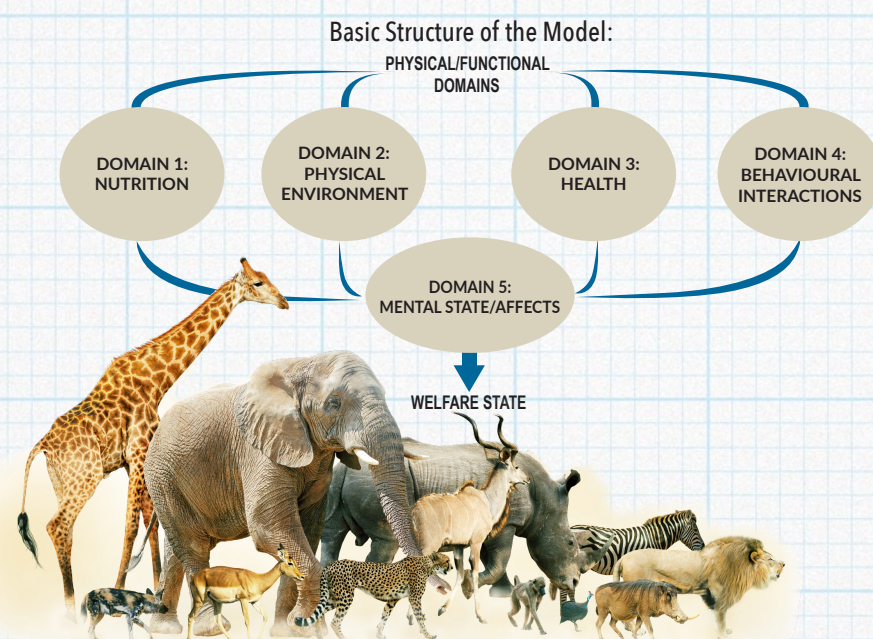 Basic Structure of the Model:
PHYSICAL/FUNCTIONAL
DOMAINS
DOMAIN 1:
NUTRITION
DOMAIN 2:
PHYSICAL
ENVIRONMENT
DOMAIN 3:
HEALTH
DOMAIN 4:
BEHAVIOURAL
INTERACTIONS
DOMAIN 5:
MENTAL STATE/AFFECTS
WELFARE STATE